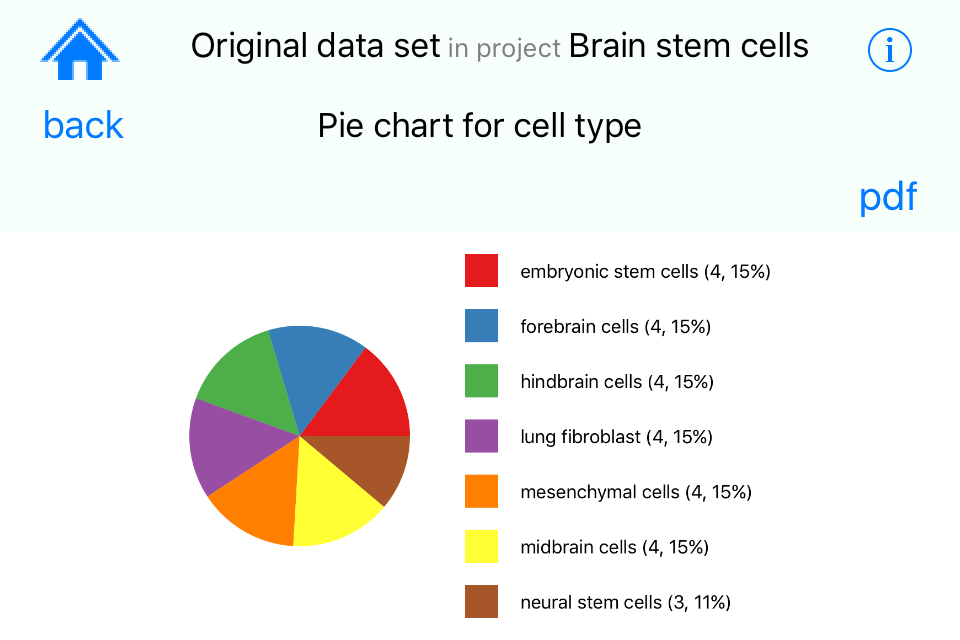 Original data set in project Brain stem cells
i
back
Pie chart for cell type
pdf
embryonic stem cells (4, 15%)
forebrain cells (4, 15%)
hindbrain cells (4, 15%)
lung fibroblast (4, 15%)
mesenchymal cells (4, 15%)
midbrain cells (4, 15%)
neural stem cells (3, 11%)